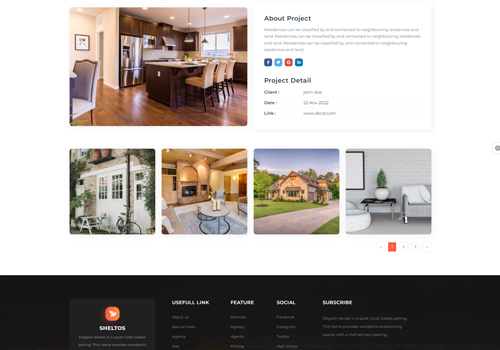 About Project
Residences can be classified by and connected to neighbouring residences
and land. Residences can be classified by and connected to neighbouring
residences and land. Residences can be classified by and connected to neighbouring
residences and land.
Project Detail
Client : john doe
Date : 22 Nov 2022
Link : www.abcd.com
1 2 3
SHELTOS
Elegant retreat in a quiet Coral Gables
setting. This home provides wonderful
USEFULL LINK
About us
New Arrivals
Agency
Faq
FEATURE
Services
Agency
Agents
Pricing
SOCIAL
Facebook
Instagram
Twitter
SUBSCRIBE
Elegant retreat in a quiet Coral Gables setting.
This home provides wonderful entertaining
spaces with a chef kitchen opening.